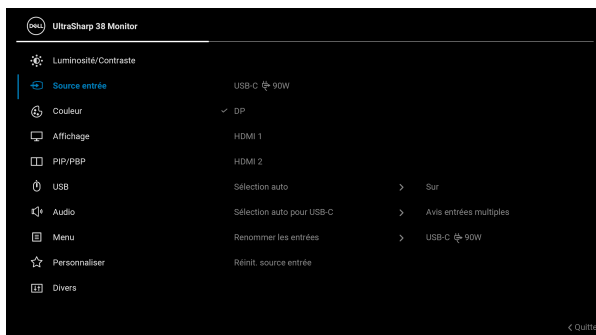 DELL UltraSharp 38 Monitor
Luminosité/Contraste
Source entrée USB-C 90W
Couleur DP
Affichage HDMI 1
PIP/PBP HDMI 2
USB Sélection auto > Sur
Audio Sélection auto pour USB-C > Avis entrées multiples
Menu Renommer les entrées > USB-C 90W
Personnaliser Réinit. source entrée
Divers
< Quitte